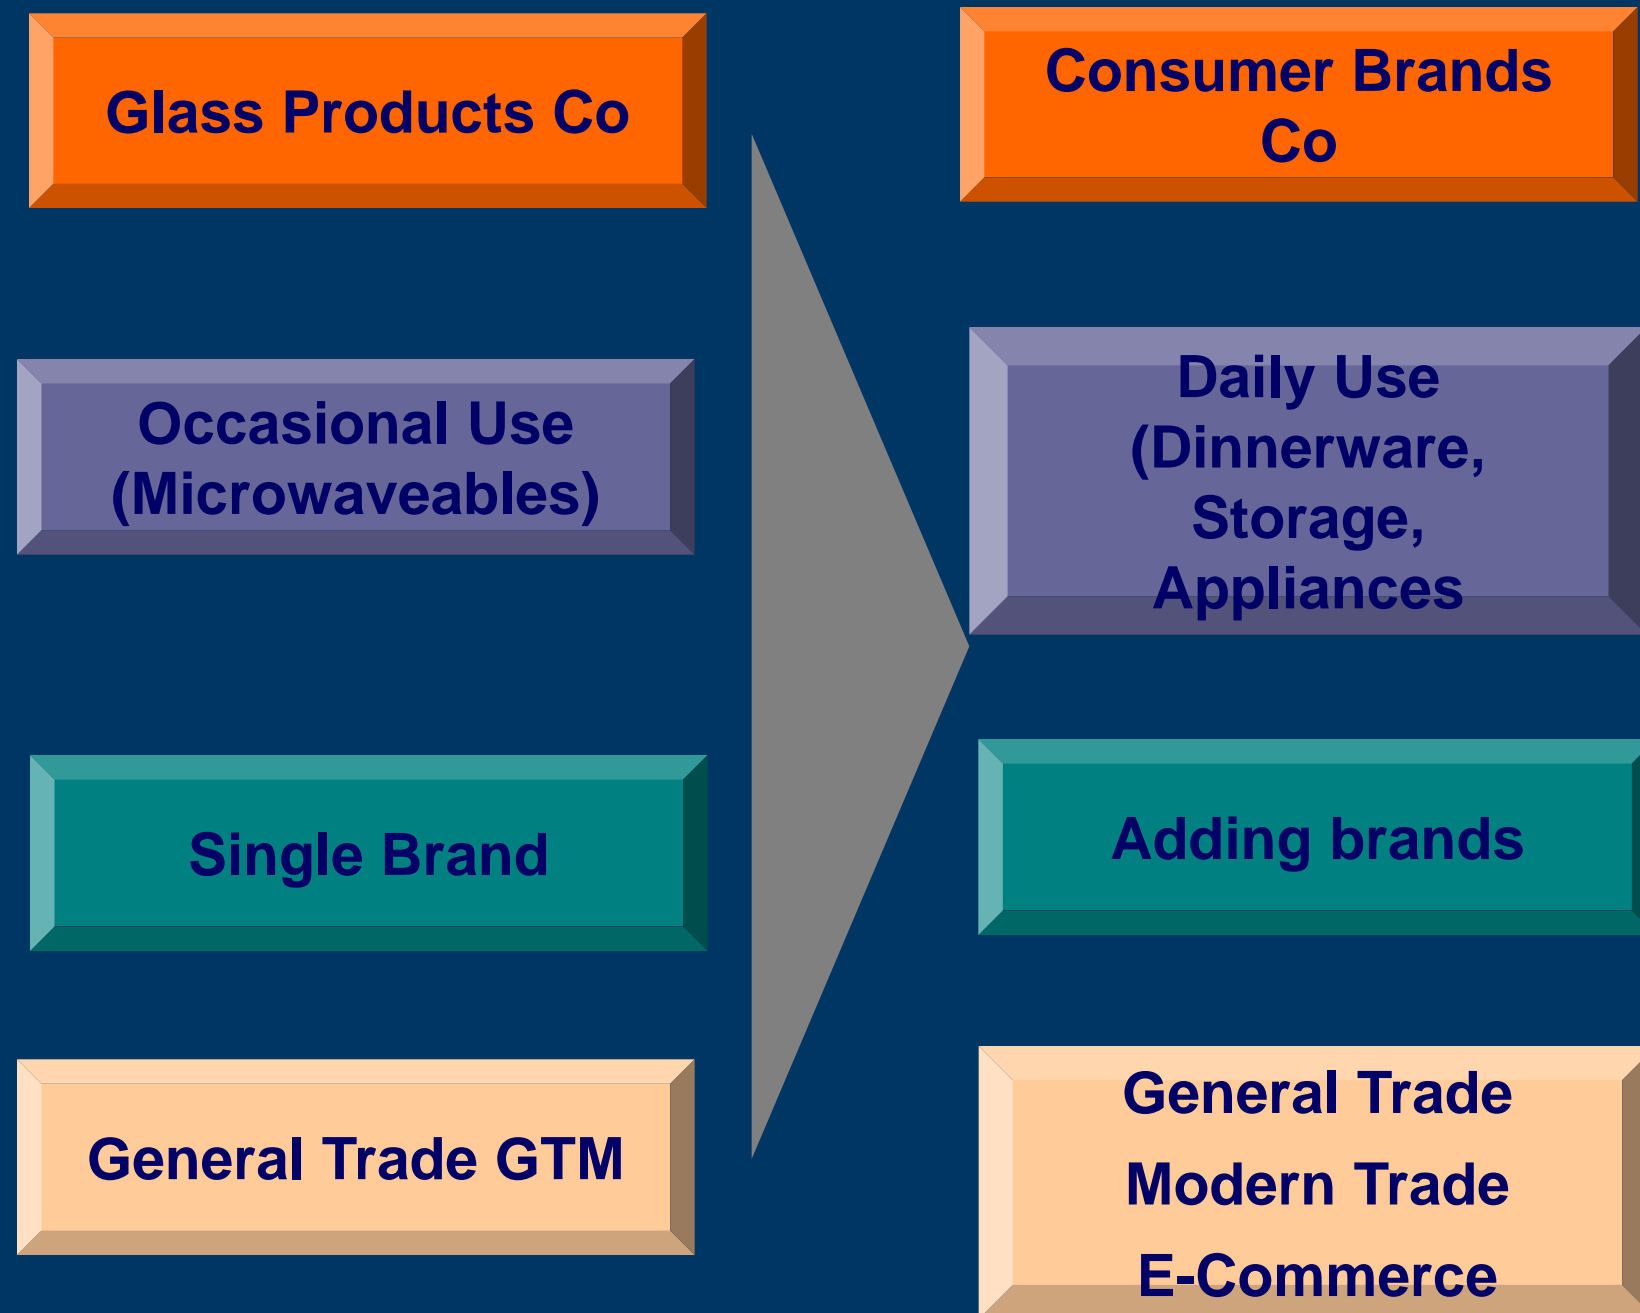 Glass Products Co
Consumer Brands
Co
Occasional Use
(Microwaveables)
Daily Use
(Dinnerware,
Storage,
Appliances
Single Brand
Adding brands
General Trade GTM
General Trade
Modern Trade
E-Commerce